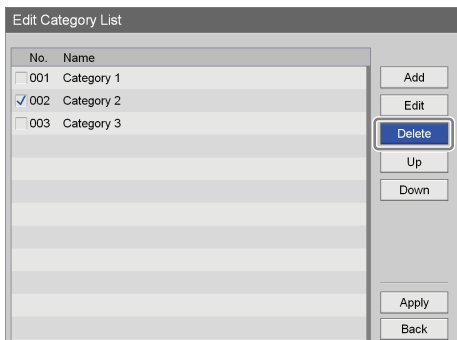 Edit Category List
No. Name
001 Category 1
002 Category 2
003 Category 3
Add
Edit
Delete
Up
Down
Apply
Back